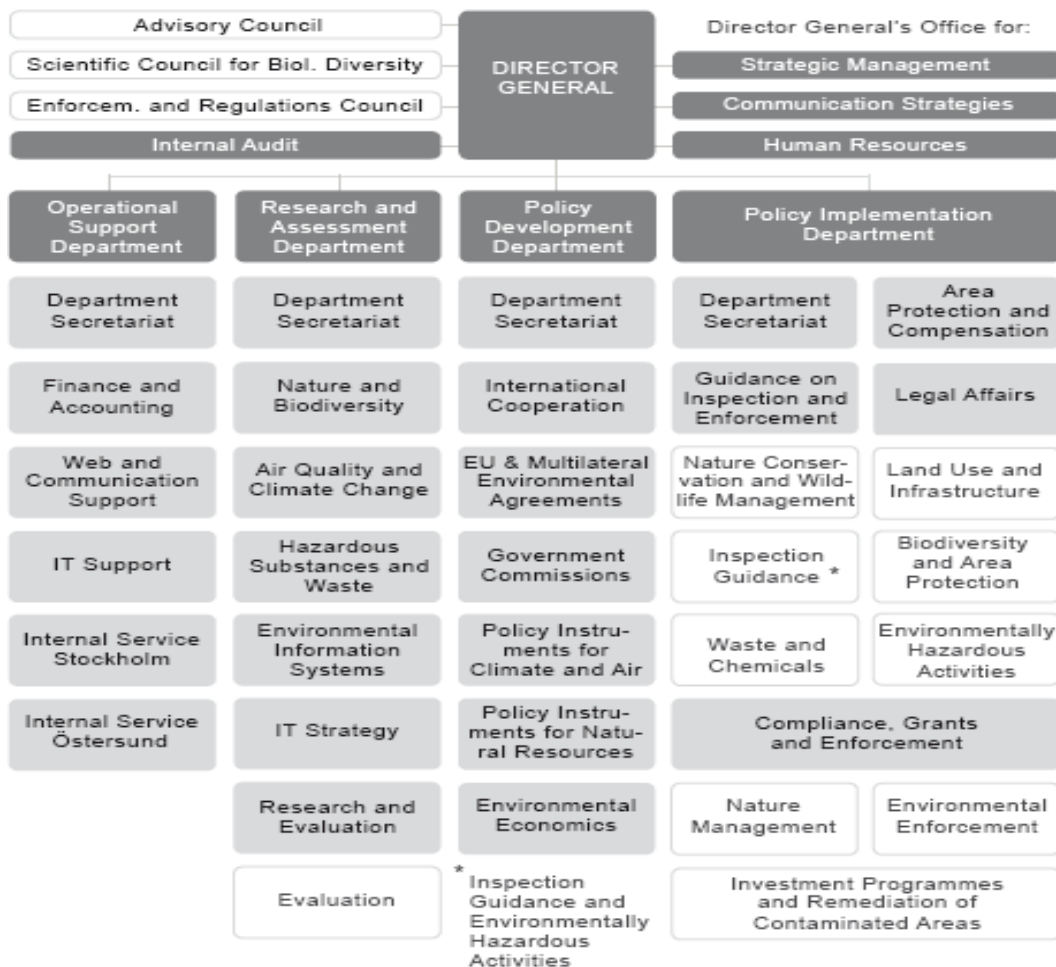 Advisory Council
Scientific Council for Biol. Diversity
Enforcem. and Regulations Council
Internal Audit
DIRECTOR
GENERAL
Director General's Office for:
Strategic Management
Communication Strategies
Human Resources
Operational
Support
Department
Department
Secretariat
Finance and
Accounting
Web and
Communication
Support
IT Support
Internal Service
Stockholm
Internal Service
Östersund
Research and
Assessment
Department
Department
Secretariat
Nature and
Biodiversity
Air Quality and
Climate Change
Hazardous
Substances and
Waste
Environmental
Information
Systems
IT Strategy
Research and
Evaluation
Evaluation
Policy
Development
Department
Department
Secretariat
International
Cooperation
EU & Multilateral
Environmental
Agreements
Government
Commissions
Policy Instru-
ments for
Climate and Air
Policy Instru-
ments for Natu-
ral Resources
Environmental
Economics
* Inspection
Guidance and
Environmentally
Hazardous
Activities
Policy Implementation
Department
Department
Secretariat
Area
Protection and
Compensation
Guidance on
Inspection and
Enforcement
Legal Affairs
Nature Conser-
vation and Wild-
life Management
Land Use and
Infrastructure
Inspection
Guidance *
Biodiversity
and Area
Protection
Waste and
Chemicals
Environmentally
Hazardous
Activities
Compliance, Grants
and Enforcement
Nature
Management
Environmental
Enforcement
Investment Programmes
and Remediation of
Contaminated Areas